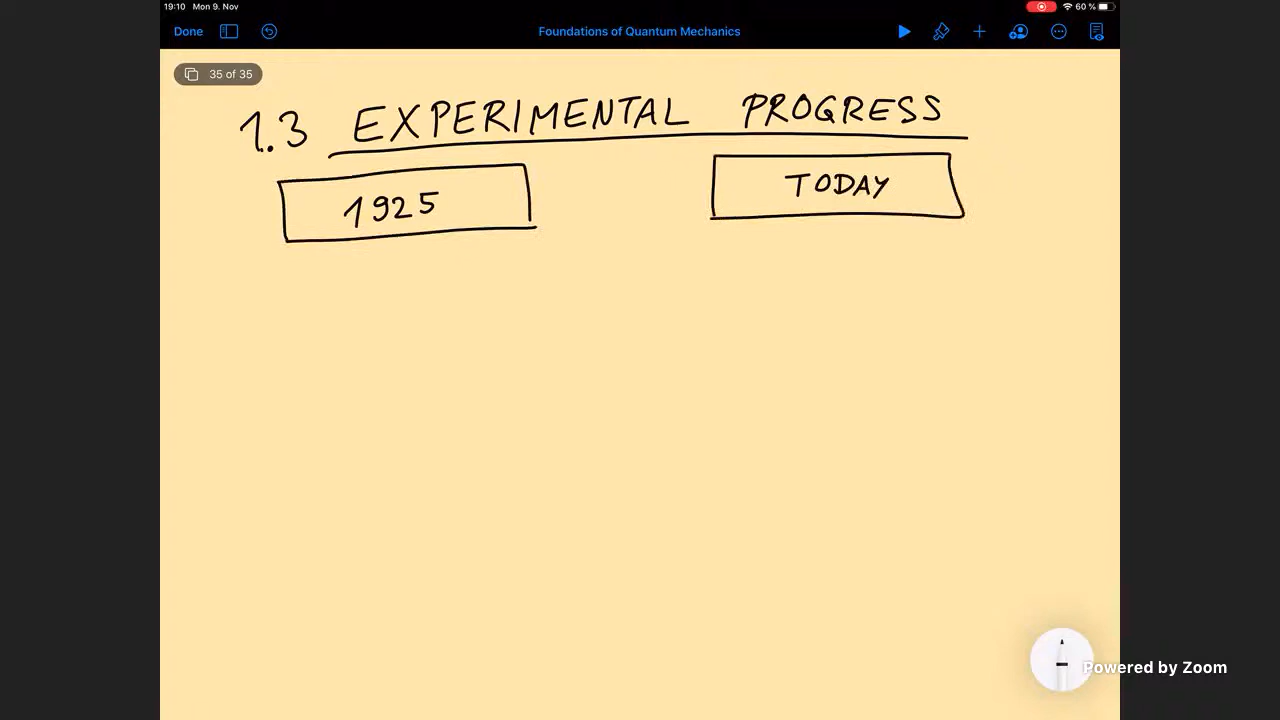 19:10 Mon 9. Nov
60 %
Done
Foundations of Quantum Mechanics
35 of 35
1.3 EXPERIMENTAL PROGRESS
1925
TODAY
Powered by Zoom